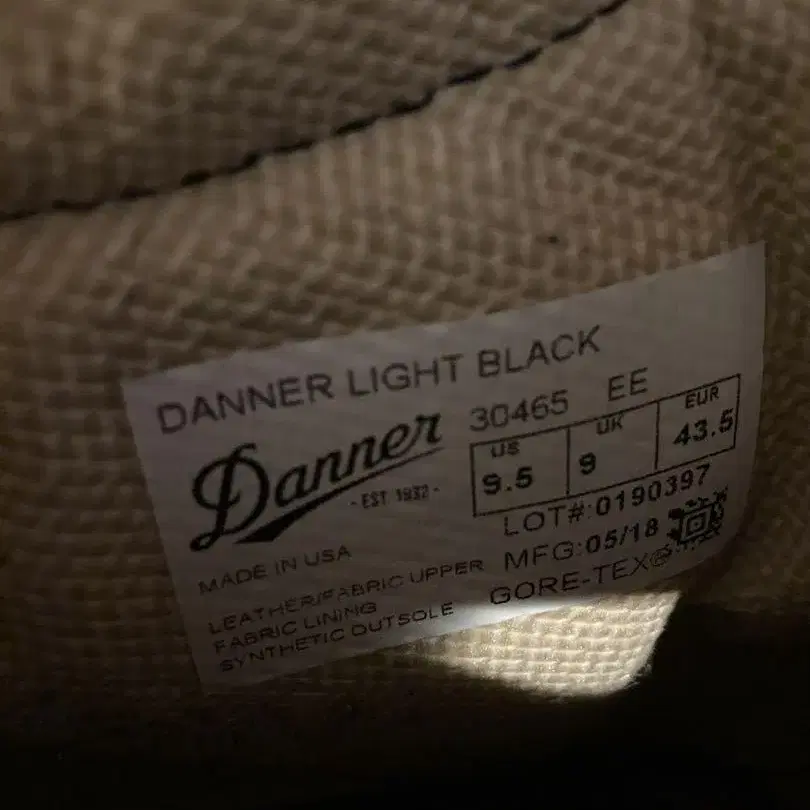 DANNER LIGHT BLACK
30465 EE
Danner
- EST 1932 -
US UK EUR
9.5 9 43.5
LOT#:0190397
MFG:05/18
GORE-TEX®
MADE IN USA
LEATHER/FABRIC UPPER
FABRIC LINING
SYNTHETIC OUTSOLE